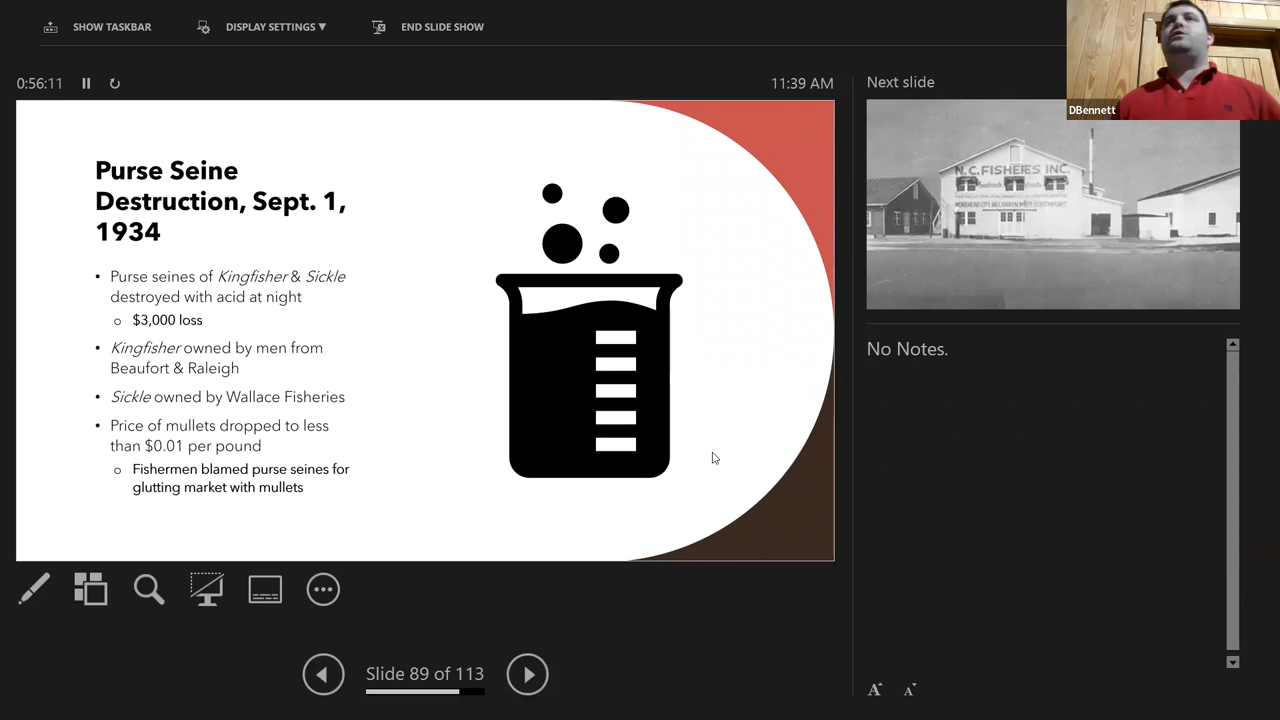 SHOW TASKBAR
DISPLAY SETTINGS ▼
END SLIDE SHOW
0:56:11
11:39 AM
Next slide
DBennett
Purse Seine
Destruction, Sept. 1,
1934
• Purse seines of Kingfisher & Sickle
destroyed with acid at night
o $3,000 loss
• Kingfisher owned by men from
Beaufort & Raleigh
• Sickle owned by Wallace Fisheries
• Price of mullets dropped to less
than $0.01 per pound
o Fishermen blamed purse seines for
glutting market with mullets
N.C. FISHERIES INC.
No Notes.
Slide 89 of 113
A A